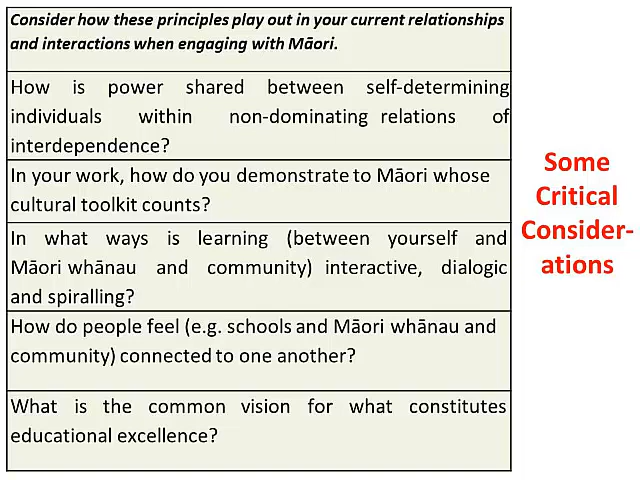 Consider how these principles play out in your current relationships
and interactions when engaging with Māori.
How is power shared between self-determining
individuals within non-dominating relations of
interdependence?
In your work, how do you demonstrate to Māori whose
cultural toolkit counts?
In what ways is learning (between yourself and
Māori whānau and community) interactive, dialogic
and spiralling?
How do people feel (e.g. schools and Māori whānau and
community) connected to one another?
What is the common vision for what constitutes
educational excellence?
Some
Critical
Consider-
ations